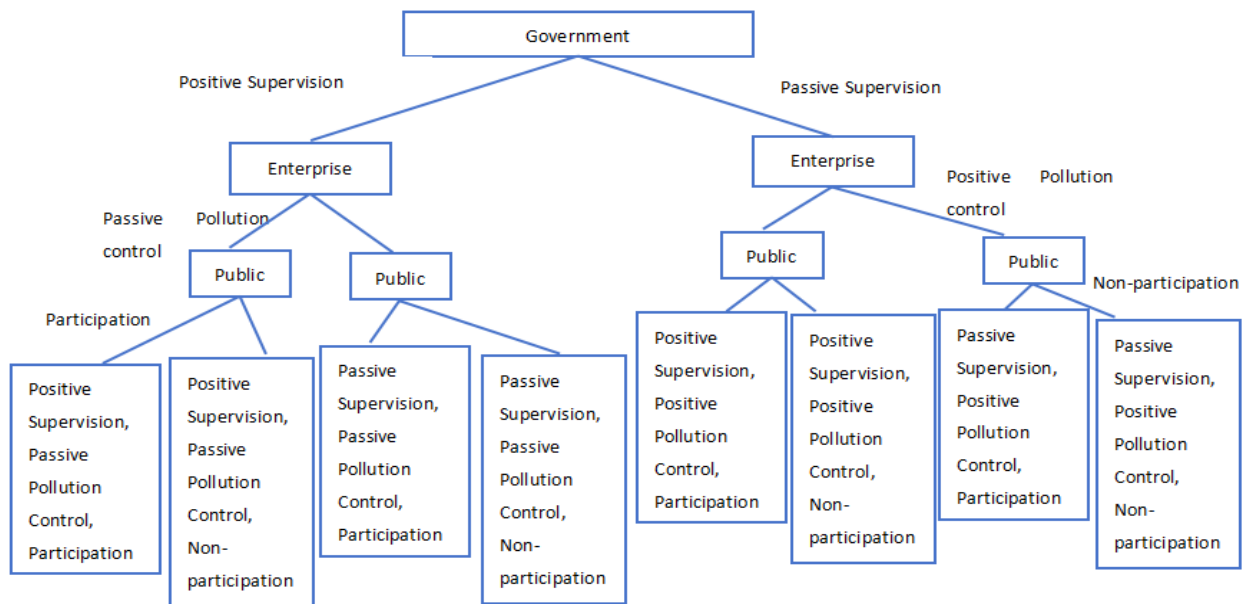 Government
Positive Supervision
Passive Supervision
Enterprise
Enterprise
Passive Pollution
control
Positive Pollution
control
Public
Public
Public
Public
Participation
Non-participation
Positive
Supervision,
Passive
Pollution
Control,
Participation
Positive
Supervision,
Passive
Pollution
Control,
Non-
participation
Passive
Supervision,
Passive
Pollution
Control,
Participation
Passive
Supervision,
Passive
Pollution
Control,
Non-
participation
Positive
Supervision,
Positive
Pollution
Control,
Participation
Positive
Supervision,
Positive
Pollution
Control,
Non-
participation
Passive
Supervision,
Positive
Pollution
Control,
Participation
Passive
Supervision,
Positive
Pollution
Control,
Non-
participation